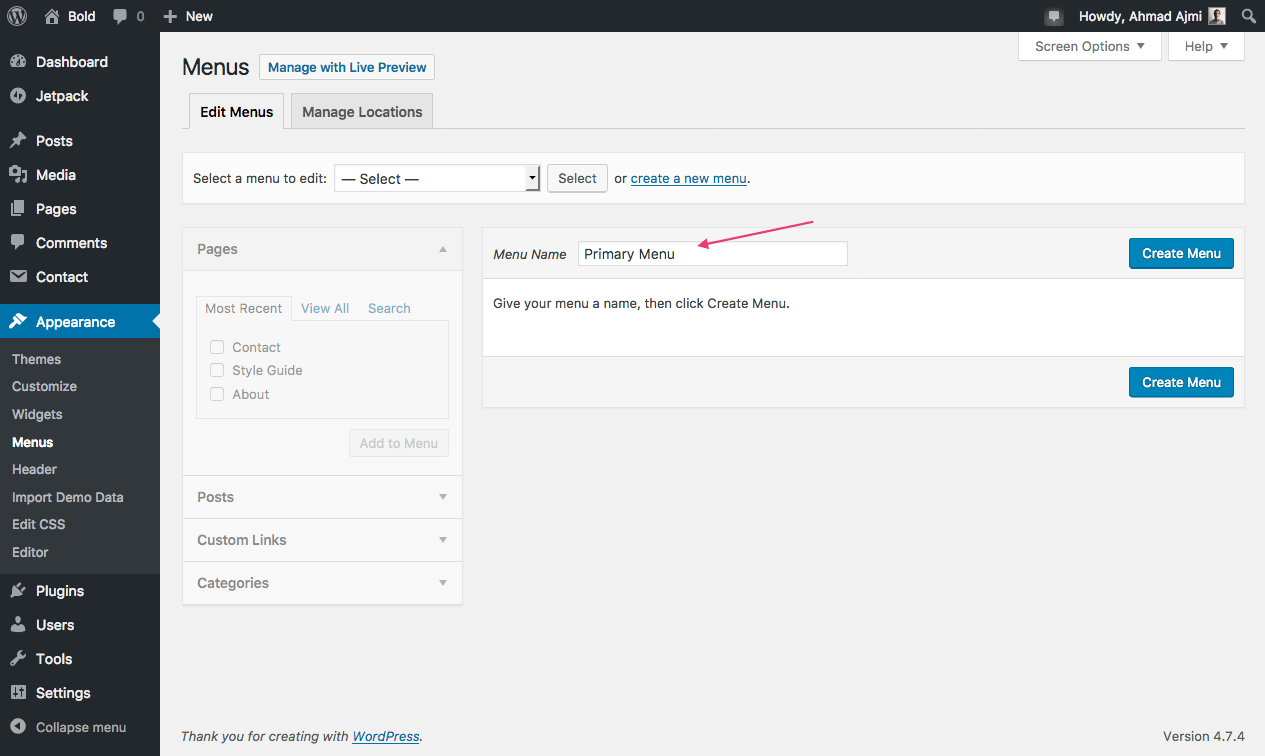 Bold 0 New Howdy, Ahmad Ajmi
Screen Options Help
Dashboard
Jetpack
Posts
Media
Pages
Comments
Contact
Appearance
Themes
Customize
Widgets
Menus
Header
Import Demo Data
Edit CSS
Editor
Plugins
Users
Tools
Settings
Collapse menu
Menus Manage with Live Preview
Edit Menus Manage Locations
Select a menu to edit: — Select — Select or create a new menu.
Pages
Most Recent View All Search
Contact
Style Guide
About
Add to Menu
Posts
Custom Links
Categories
Menu Name Primary Menu Create Menu
Give your menu a name, then click Create Menu.
Create Menu
Thank you for creating with WordPress. Version 4.7.4